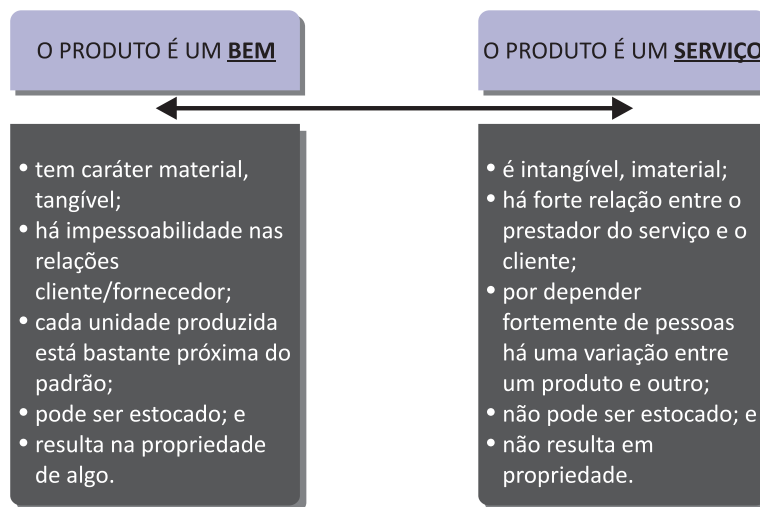 O PRODUTO É UM BEM
• tem caráter material,
tangível;
• há impessoabilidade nas
relações
cliente/fornecedor;
• cada unidade produzida
está bastante próxima do
padrão;
• pode ser estocado; e
• resulta na propriedade
de algo.
O PRODUTO É UM SERVIÇO
• é intangível, imaterial;
• há forte relação entre o
prestador do serviço e o
cliente;
• por depender
fortemente de pessoas
há uma variação entre
um produto e outro;
• não pode ser estocado; e
• não resulta em
propriedade.